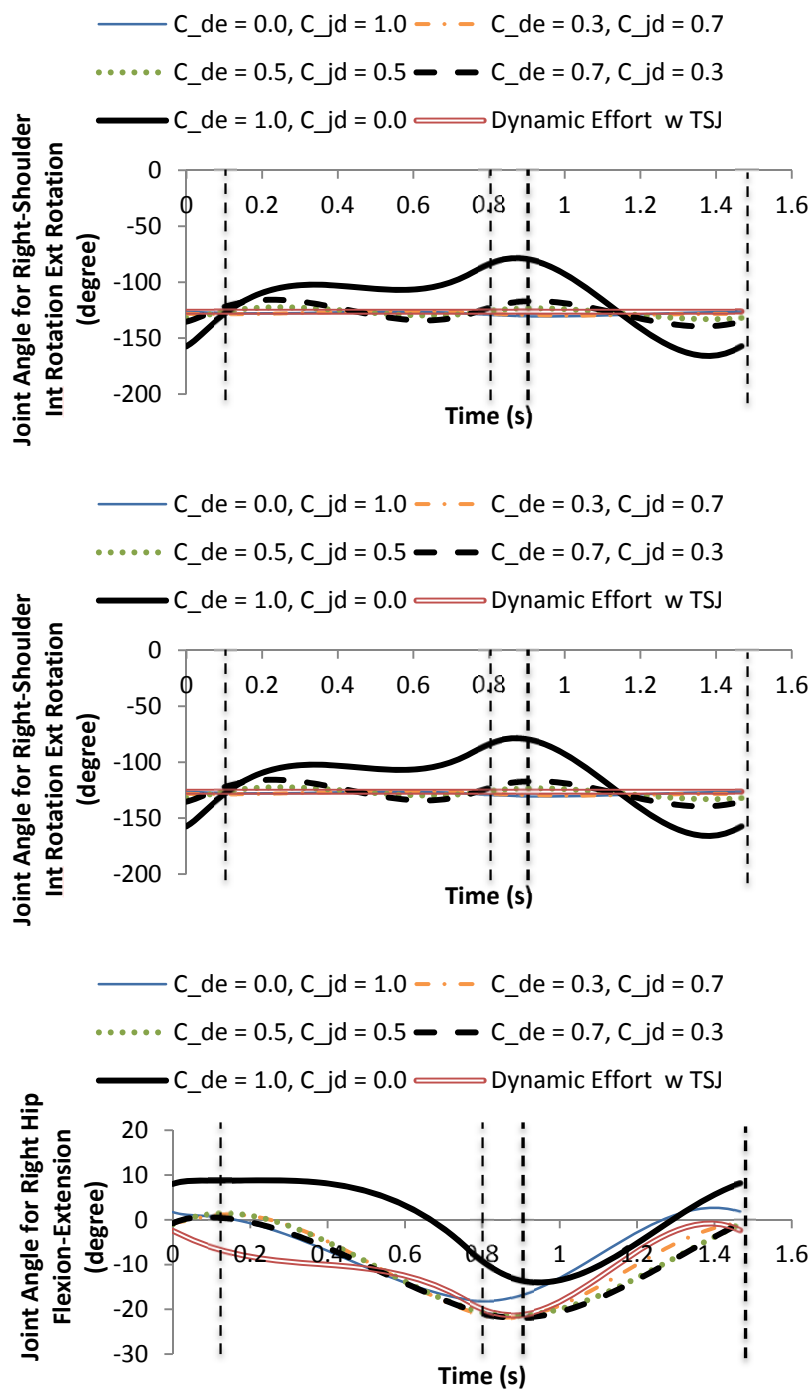 C_de = 0.0, C_jd = 1.0 C_de = 0.3, C_jd = 0.7
C_de = 0.5, C_jd = 0.5 C_de = 0.7, C_jd = 0.3
C_de = 1.0, C_jd = 0.0 Dynamic Effort w TSJ
Joint Angle for Right-Shoulder
Int Rotation Ext Rotation
(degree)
0
-50
-100
-150
-200
0 0.2 0.4 0.6 0.8 1 1.2 1.4 1.6
Time (s)
C_de = 0.0, C_jd = 1.0 C_de = 0.3, C_jd = 0.7
C_de = 0.5, C_jd = 0.5 C_de = 0.7, C_jd = 0.3
C_de = 1.0, C_jd = 0.0 Dynamic Effort w TSJ
Joint Angle for Right-Shoulder
Int Rotation Ext Rotation
(degree)
0
-50
-100
-150
-200
0 0.2 0.4 0.6 0.8 1 1.2 1.4 1.6
Time (s)
C_de = 0.0, C_jd = 1.0 C_de = 0.3, C_jd = 0.7
C_de = 0.5, C_jd = 0.5 C_de = 0.7, C_jd = 0.3
C_de = 1.0, C_jd = 0.0 Dynamic Effort w TSJ
Joint Angle for Right Hip
Flexion-Extension
(degree)
20
10
0
-10
-20
-30
0 0.2 0.4 0.6 0.8 1 1.2 1.4 1.6
Time (s)